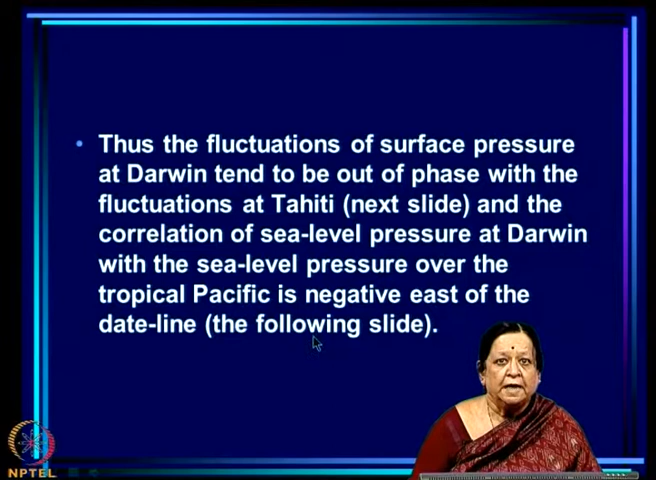 • Thus the fluctuations of surface pressure
at Darwin tend to be out of phase with the
fluctuations at Tahiti (next slide) and the
correlation of sea-level pressure at Darwin
with the sea-level pressure over the
tropical Pacific is negative east of the
date-line (the following slide).
NPTEL